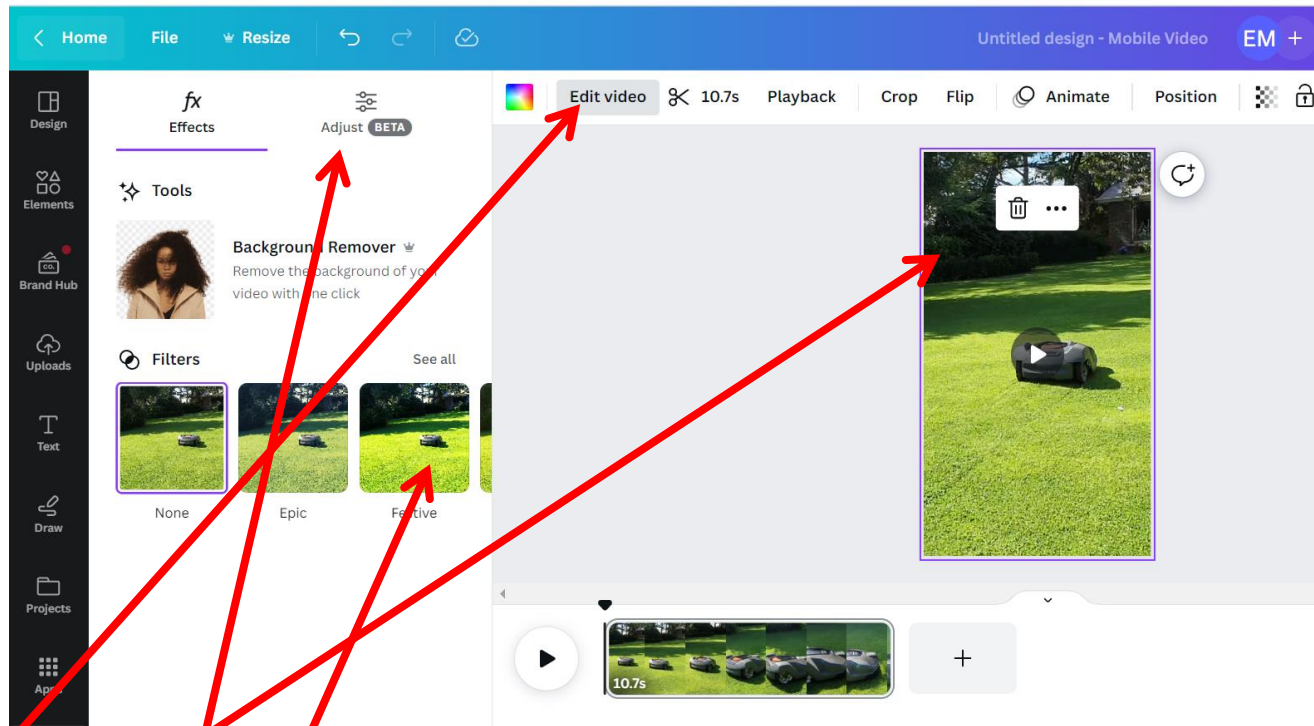 Home File Resize Untitled design - Mobile Video EM +
Design
Elements
CO.
Brand Hub
Uploads
T
Text
Draw
Projects
fx
Effects
Adjust BETA
Tools
Background Remover
Remove the background of your
video with one click
Filters See all
None Epic Festive
Edit video 10.7s Playback Crop Flip Animate Position
10.7s
+